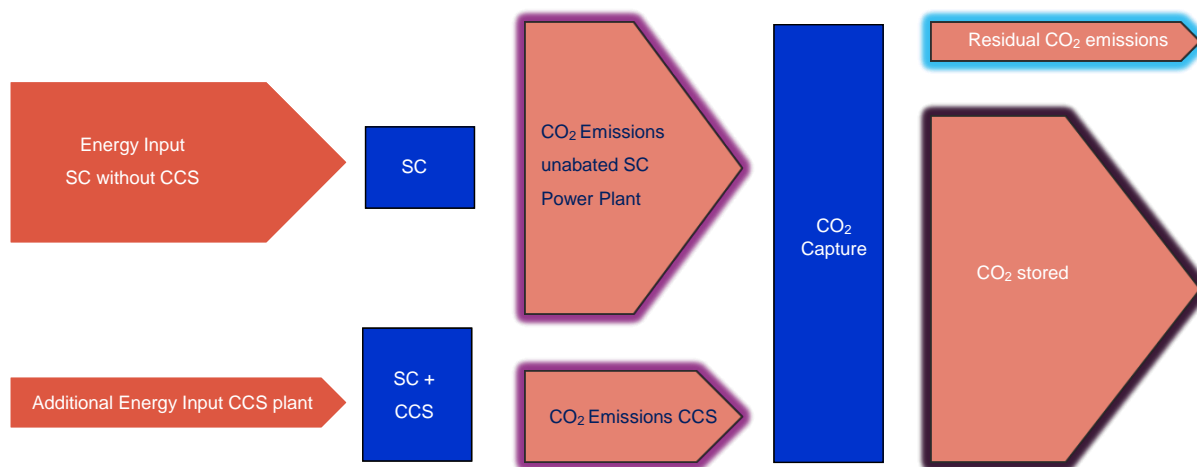 Energy Input
SC without CCS
SC
CO₂ Emissions
unabated SC
Power Plant
CO₂
Capture
Residual CO₂ emissions
CO₂ stored
Additional Energy Input CCS plant
SC +
CCS
CO₂ Emissions CCS